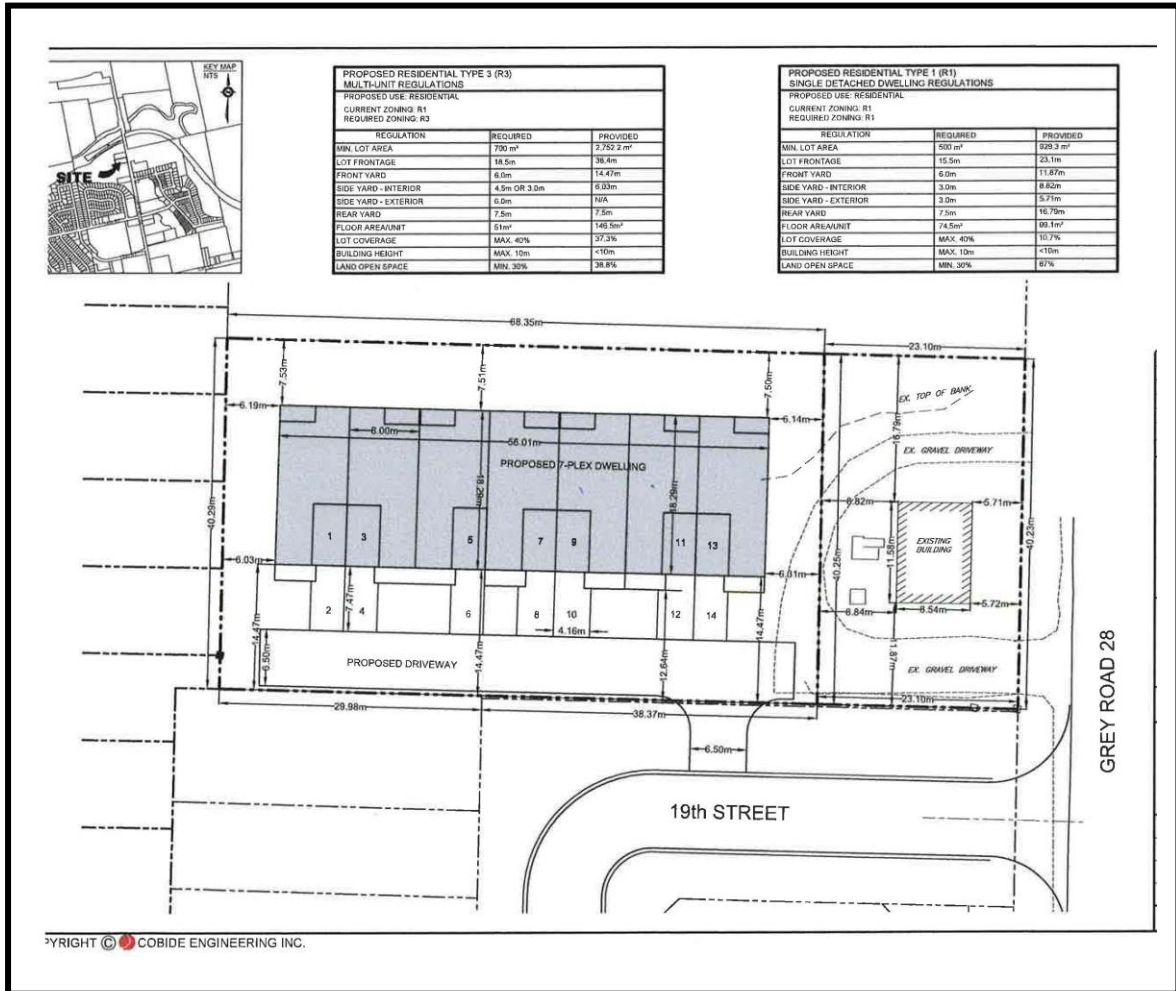 KEY MAP
NTS
SITE
PROPOSED RESIDENTIAL TYPE 3 (R3)
MULTI-UNIT REGULATIONS
PROPOSED USE: RESIDENTIAL
CURRENT ZONING: R1
REQUIRED ZONING: R3
REGULATION REQUIRED PROVIDED
MIN. LOT AREA 700 m² 2,752.2 m²
LOT FRONTAGE 18.5m 38.4m
FRONT YARD 6.0m 14.47m
SIDE YARD - INTERIOR 4.5m OR 3.0m 6.03m
SIDE YARD - EXTERIOR 6.0m N/A
REAR YARD 7.5m 7.5m
FLOOR AREA/UNIT 51m² 146.5m²
LOT COVERAGE MAX. 40% 37.3%
BUILDING HEIGHT MAX. 10m <10m
LAND OPEN SPACE MIN. 30% 38.8%
PROPOSED RESIDENTIAL TYPE 1 (R1)
SINGLE DETACHED DWELLING REGULATIONS
PROPOSED USE: RESIDENTIAL
CURRENT ZONING: R1
REQUIRED ZONING: R1
REGULATION REQUIRED PROVIDED
MIN. LOT AREA 500 m² 929.3 m²
LOT FRONTAGE 15.5m 23.1m
FRONT YARD 6.0m 11.87m
SIDE YARD - INTERIOR 3.0m 8.82m
SIDE YARD - EXTERIOR 3.0m 5.71m
REAR YARD 7.5m 16.79m
FLOOR AREA/UNIT 74.5m² 99.1m²
LOT COVERAGE MAX. 40% 10.7%
BUILDING HEIGHT MAX. 10m <10m
LAND OPEN SPACE MIN. 30% 67%
68.35m
23.10m
7.53m
7.51m
7.50m
6.19m
6.14m
EX. TOP OF BANK
16.79m
8.00m
56.01m
EX. GRAVEL DRIVEWAY
PROPOSED 7-PLEX DWELLING
18.29m
18.29m
40.29m
8.82m
5.71m
40.23m
40.25m
11.58m
EXISTING
BUILDING
1 3 5 7 9 11 13
6.03m
6.31m
8.84m
8.54m
5.72m
2 4 6 8 10 12 14
7.47m
4.16m
14.47m
14.47m
14.47m
12.64m
11.87m
6.50m
PROPOSED DRIVEWAY
EX. GRAVEL DRIVEWAY
23.10m
29.98m
38.37m
6.50m
GREY ROAD 28
19th STREET
PYRIGHT © COBIDE ENGINEERING INC.